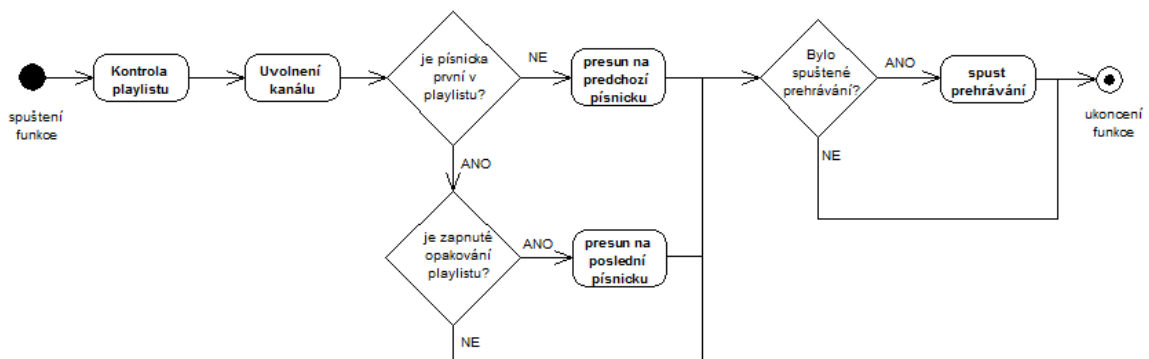 spuštení
funkce
Kontrola
playlistu
Uvolnení
kanálu
je písnicka
první v
playlistu?
NE
presun na
predchozí
písnicku
ANO
je zapnuté
opakování
playlistu?
ANO
presun na
poslední
písnicku
NE
Bylo
spuštené
prehrávání?
ANO
spust
prehrávání
NE
ukoncení
funkce